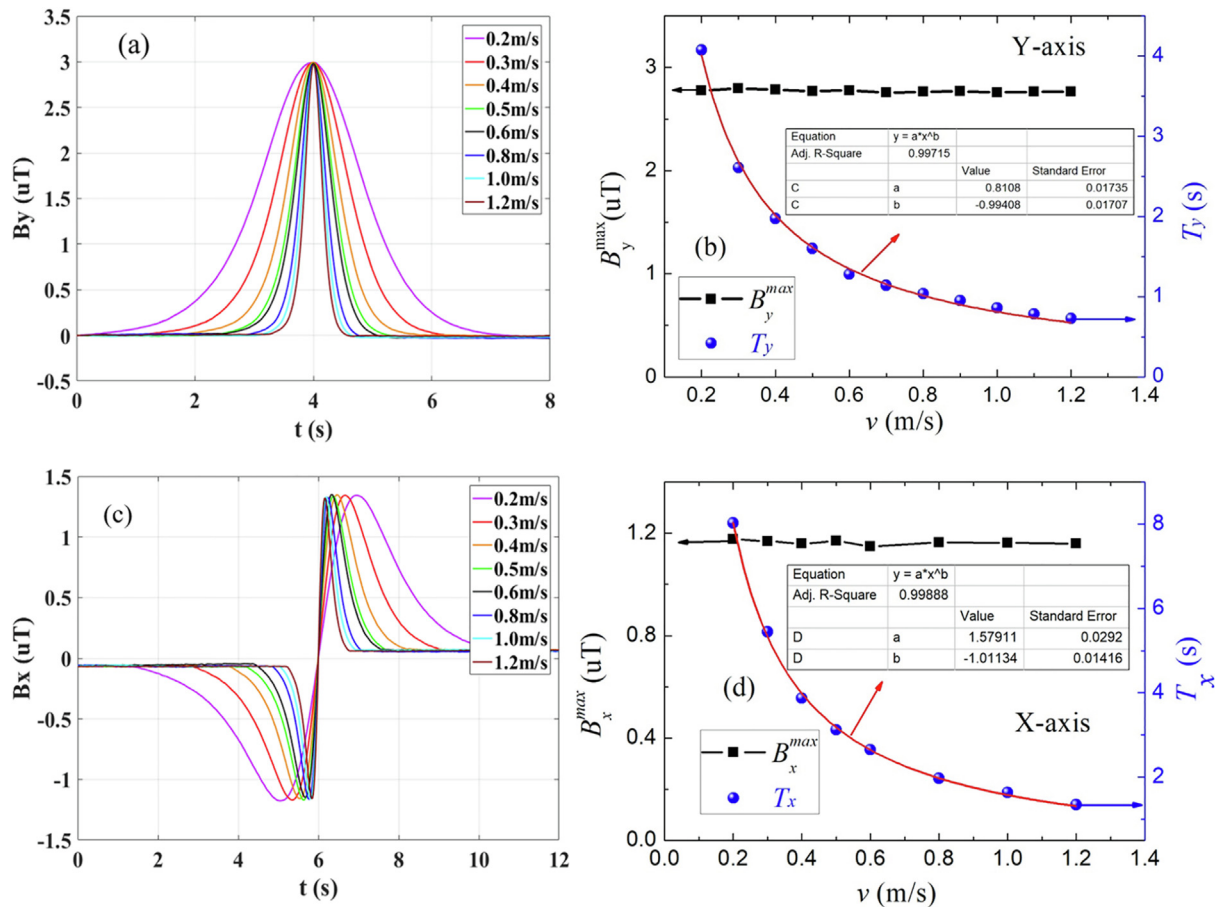 (a)
3.5
3
2.5
2
1.5
1
0.5
0
-0.5
By (uT)
0 2 4 6 8
t (s)
0.2m/s
0.3m/s
0.4m/s
0.5m/s
0.6m/s
0.8m/s
1.0m/s
1.2m/s
Y-axis
3
2
1
0
B_y^max (uT)
Equation y = a*x^b
Adj. R-Square 0.99715
Value Standard Error
C a 0.8108 0.01735
C b -0.99408 0.01707
(b)
B_y^max
T_y
4
3
2
1
0
T_y (s)
0.2 0.4 0.6 0.8 1.0 1.2 1.4
v (m/s)
(c)
1.5
1
0.5
0
-0.5
-1
-1.5
Bx (uT)
0 2 4 6 8 10 12
t (s)
0.2m/s
0.3m/s
0.4m/s
0.5m/s
0.6m/s
0.8m/s
1.0m/s
1.2m/s
1.2
0.8
0.4
0.0
B_x^max (uT)
Equation y = a*x^b
Adj. R-Square 0.99888
Value Standard Error
D a 1.57911 0.0292
D b -1.01134 0.01416
(d)
X-axis
B_x^max
T_x
8
6
4
2
T_x (s)
0.0 0.2 0.4 0.6 0.8 1.0 1.2 1.4
v (m/s)